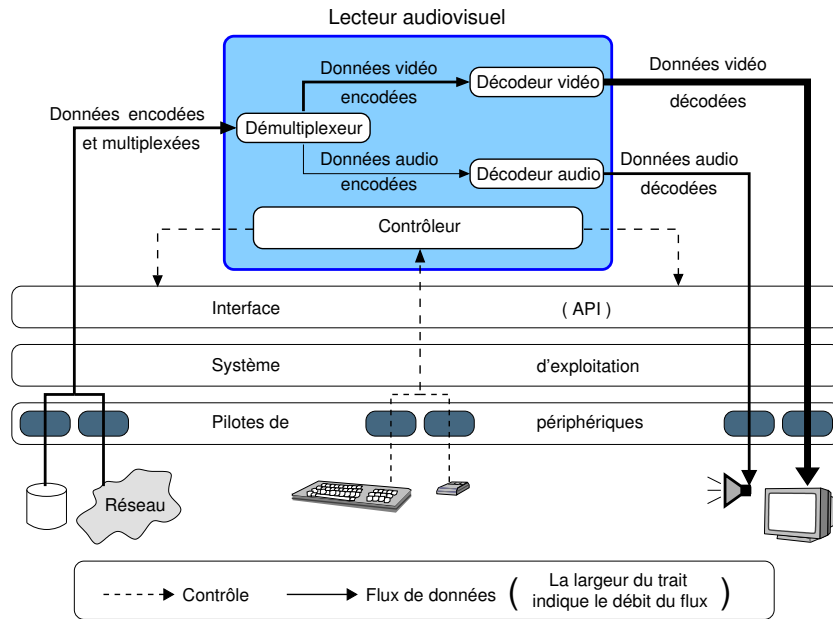 Lecteur audiovisuel
Données vidéo
encodées
Décodeur vidéo
Données vidéo
décodées
Données encodées
et multiplexées
Démultiplexeur
Données audio
encodées
Décodeur audio
Données audio
décodées
Contrôleur
Interface ( API )
Système d'exploitation
Pilotes de périphériques
Réseau
Contrôle
Flux de données
( La largeur du trait
indique le débit du flux )